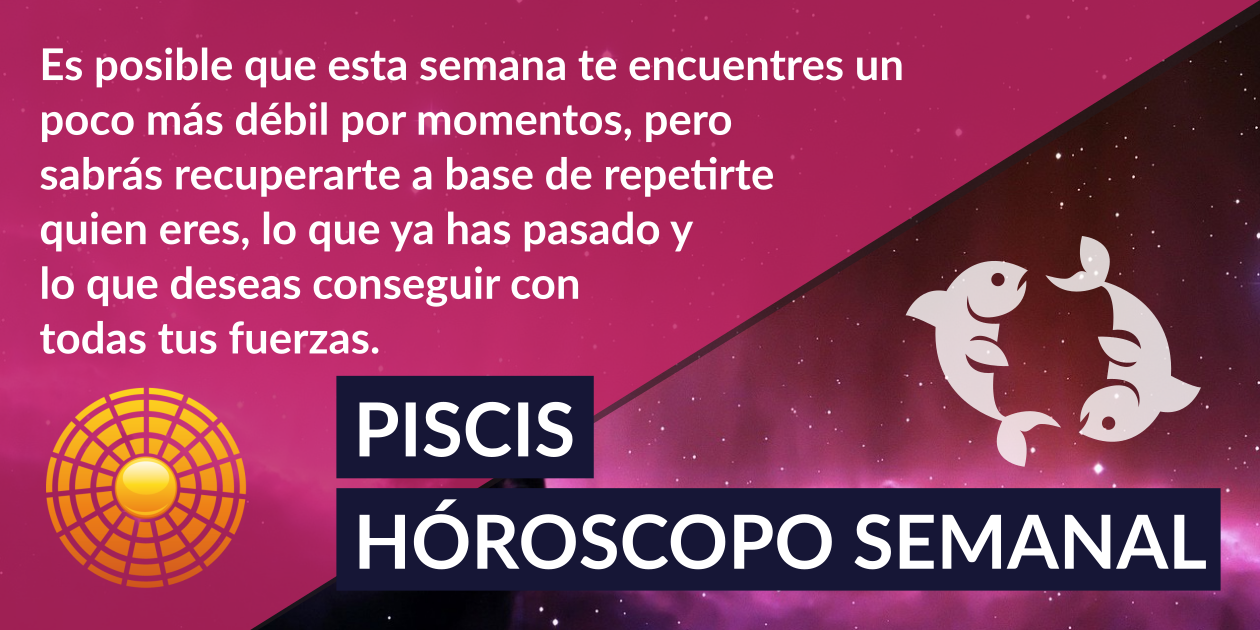 Es posible que esta semana te encuentres un
poco más débil por momentos, pero
sabrás recuperarte a base de repetirte
quien eres, lo que ya has pasado y
lo que deseas conseguir con
todas tus fuerzas.
PISCIS
HÓROSCOPO SEMANAL